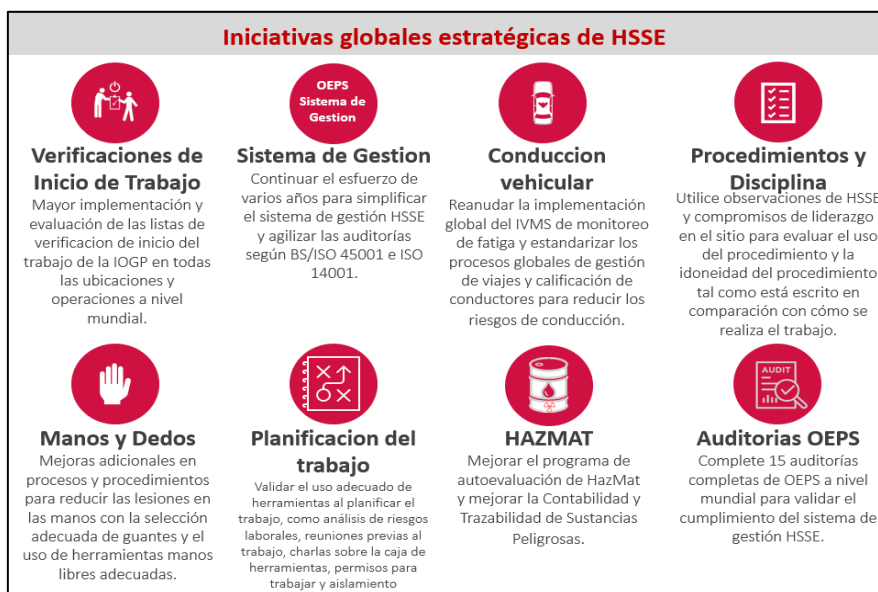 Iniciativas globales estratégicas de HSSE
Verificaciones de
Inicio de Trabajo
Mayor implementación y
evaluación de las listas de
verificacion de inicio del
trabajo de la IOGP en todas
las ubicaciones y
operaciones a nivel
mundial.
OEPS
Sistema de
Gestion
Sistema de Gestion
Continuar el esfuerzo de
varios años para simplificar
el sistema de gestión HSSE
y agilizar las auditorías
según BS/ISO 45001 e ISO
14001.
Conduccion
vehicular
Reanudar la implementación
global del IVMS de monitoreo
de fatiga y estandarizar los
procesos globales de gestión
de viajes y calificación de
conductores para reducir los
riesgos de conducción.
Procedimientos y
Disciplina
Utilice observaciones de HSSE
y compromisos de liderazgo
en el sitio para evaluar el uso
del procedimiento y la
idoneidad del procedimiento
tal como está escrito en
comparación con cómo se
realiza el trabajo.
Manos y Dedos
Mejoras adicionales en
procesos y procedimientos
para reducir las lesiones en
las manos con la selección
adecuada de guantes y el
uso de herramientas manos
libres adecuadas.
Planificacion del
trabajo
Validar el uso adecuado de
herramientas al planificar el
trabajo, como análisis de riesgos
laborales, reuniones previas al
trabajo, charlas sobre la caja de
herramientas, permisos para
trabajar y aislamiento
HAZMAT
Mejorar el programa de
autoevaluación de HazMat
y mejorar la Contabilidad y
Trazabilidad de Sustancias
Peligrosas.
AUDIT
Auditorias OEPS
Complete 15 auditorías
completas de OEPS a nivel
mundial para validar el
cumplimiento del sistema de
gestión HSSE.